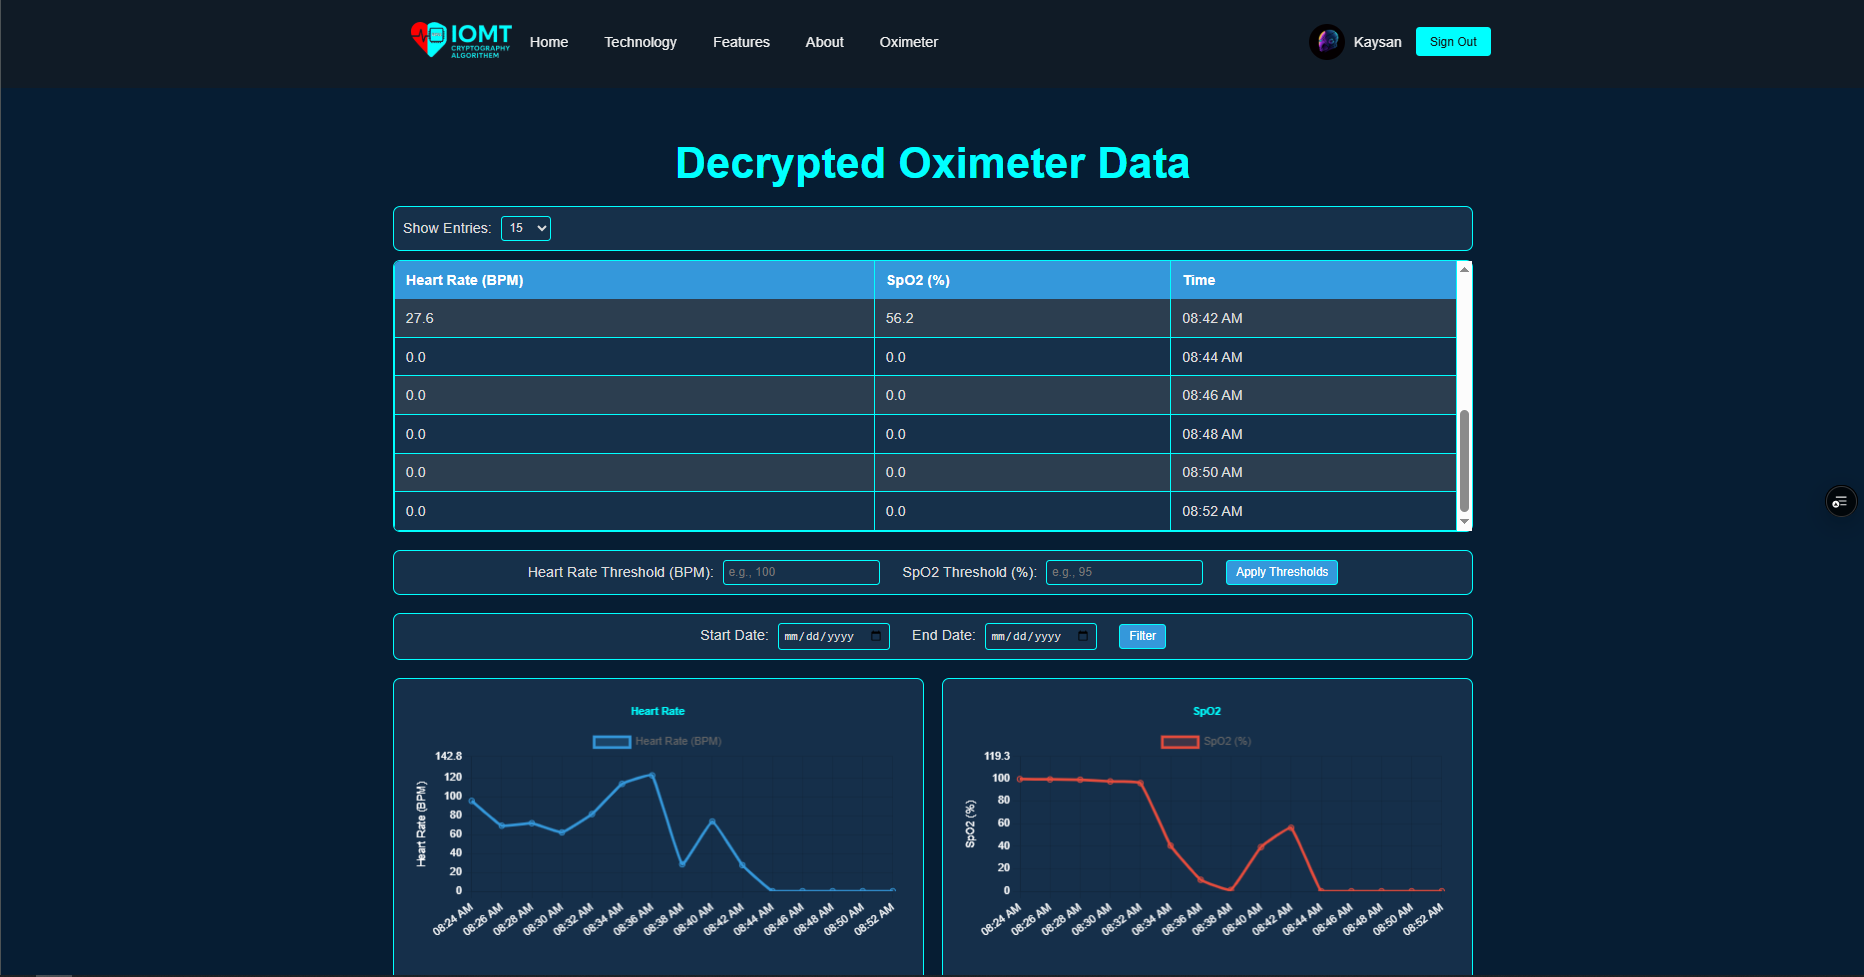 IOMT
CRYPTOGRAPHY
ALGORITHEM
Home Technology Features About Oximeter
Kaysan Sign Out
Decrypted Oximeter Data
Show Entries: 15
Heart Rate (BPM) SpO2 (%) Time
27.6 56.2 08:42 AM
0.0 0.0 08:44 AM
0.0 0.0 08:46 AM
0.0 0.0 08:48 AM
0.0 0.0 08:50 AM
0.0 0.0 08:52 AM
Heart Rate Threshold (BPM): e.g., 100 SpO2 Threshold (%): e.g., 95 Apply Thresholds
Start Date: mm/dd/yyyy End Date: mm/dd/yyyy Filter
Heart Rate
Heart Rate (BPM)
142.8
120
100
80
60
40
20
0
Heart Rate (BPM)
08:24 AM 08:26 AM 08:28 AM 08:30 AM 08:32 AM 08:34 AM 08:36 AM 08:38 AM 08:40 AM 08:42 AM 08:44 AM 08:46 AM 08:48 AM 08:50 AM 08:52 AM
SpO2
SpO2 (%)
119.3
100
80
60
40
20
0
SpO2 (%)
08:24 AM 08:26 AM 08:28 AM 08:30 AM 08:32 AM 08:34 AM 08:36 AM 08:38 AM 08:40 AM 08:42 AM 08:44 AM 08:46 AM 08:48 AM 08:50 AM 08:52 AM